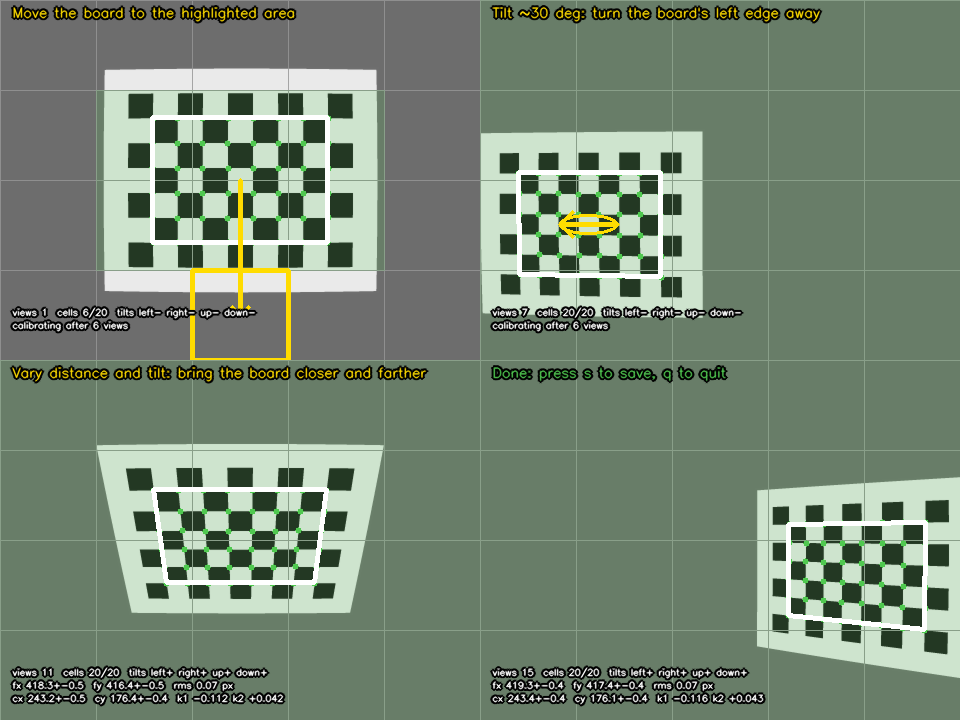 Move the board to the highlighted area
views 1 cells 6/20 tilts left- right- up- down-
calibrating after 6 views
Tilt ~30 deg: turn the board's left edge away
views 7 cells 20/20 tilts left- right- up- down-
calibrating after 6 views
Vary distance and tilt: bring the board closer and farther
views 11 cells 20/20 tilts left+ right+ up+ down+
fx 418.3+-0.5 fy 416.4+-0.5 rms 0.07 px
cx 243.2+-0.5 cy 176.4+-0.4 k1 -0.112 k2 +0.042
Done: press s to save, q to quit
views 15 cells 20/20 tilts left+ right+ up+ down+
fx 419.3+-0.4 fy 417.4+-0.4 rms 0.07 px
cx 243.4+-0.4 cy 176.1+-0.4 k1 -0.116 k2 +0.043